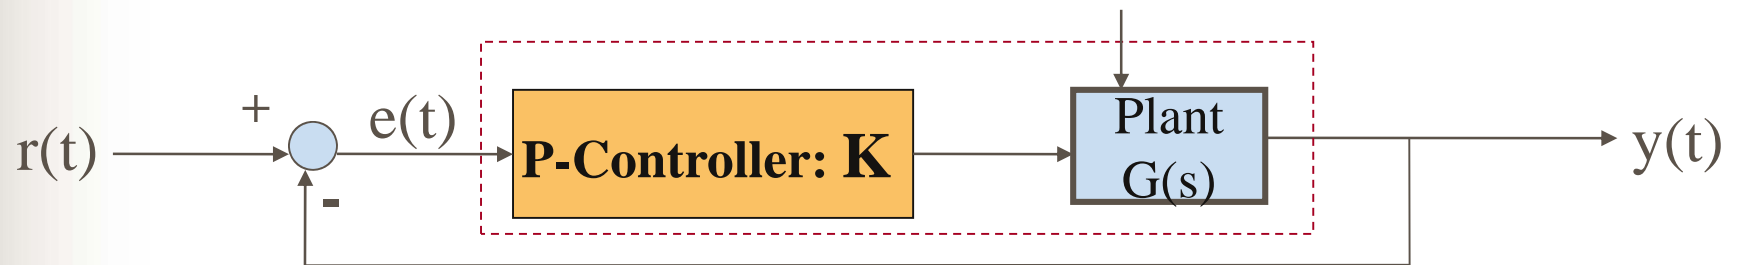 r(t)
+
-
e(t)
P-Controller: K
Plant
G(s)
y(t)